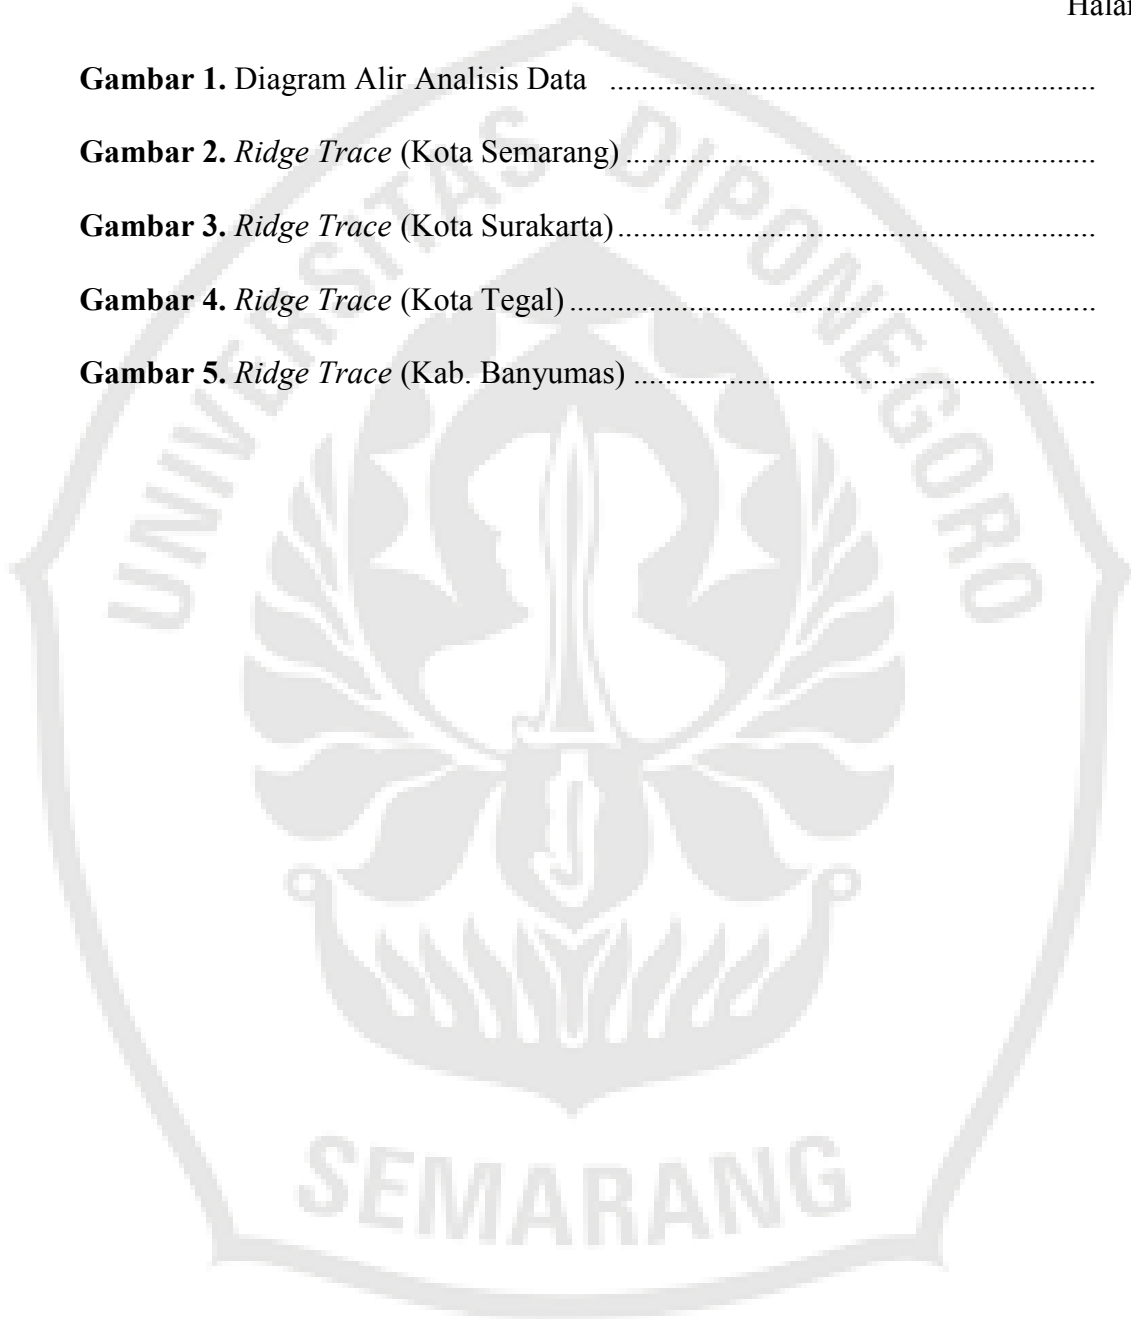 Halar
Gambar 1. Diagram Alir Analisis Data ..............................................................
Gambar 2. Ridge Trace (Kota Semarang) ............................................................
Gambar 3. Ridge Trace (Kota Surakarta) .............................................................
Gambar 4. Ridge Trace (Kota Tegal) ...................................................................
Gambar 5. Ridge Trace (Kab. Banyumas) ...........................................................
UNIVERSITAS DIPONEGORO
SEMARANG